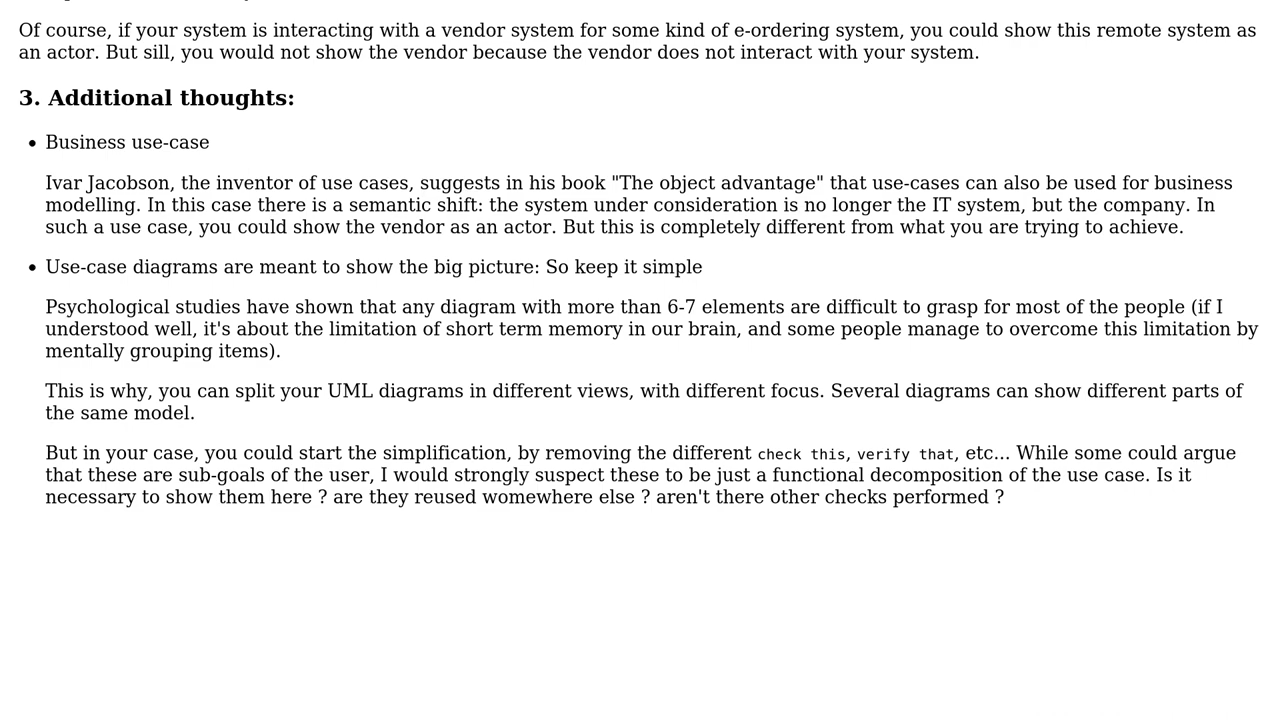 Of course, if your system is interacting with a vendor system for some kind of e-ordering system, you could show this remote system as
an actor. But sill, you would not show the vendor because the vendor does not interact with your system.
3. Additional thoughts:
• Business use-case
Ivar Jacobson, the inventor of use cases, suggests in his book "The object advantage" that use-cases can also be used for business
modelling. In this case there is a semantic shift: the system under consideration is no longer the IT system, but the company. In
such a use case, you could show the vendor as an actor. But this is completely different from what you are trying to achieve.
• Use-case diagrams are meant to show the big picture: So keep it simple
Psychological studies have shown that any diagram with more than 6-7 elements are difficult to grasp for most of the people (if I
understood well, it's about the limitation of short term memory in our brain, and some people manage to overcome this limitation by
mentally grouping items).
This is why, you can split your UML diagrams in different views, with different focus. Several diagrams can show different parts of
the same model.
But in your case, you could start the simplification, by removing the different check this, verify that, etc... While some could argue
that these are sub-goals of the user, I would strongly suspect these to be just a functional decomposition of the use case. Is it
necessary to show them here ? are they reused womewhere else ? aren't there other checks performed ?